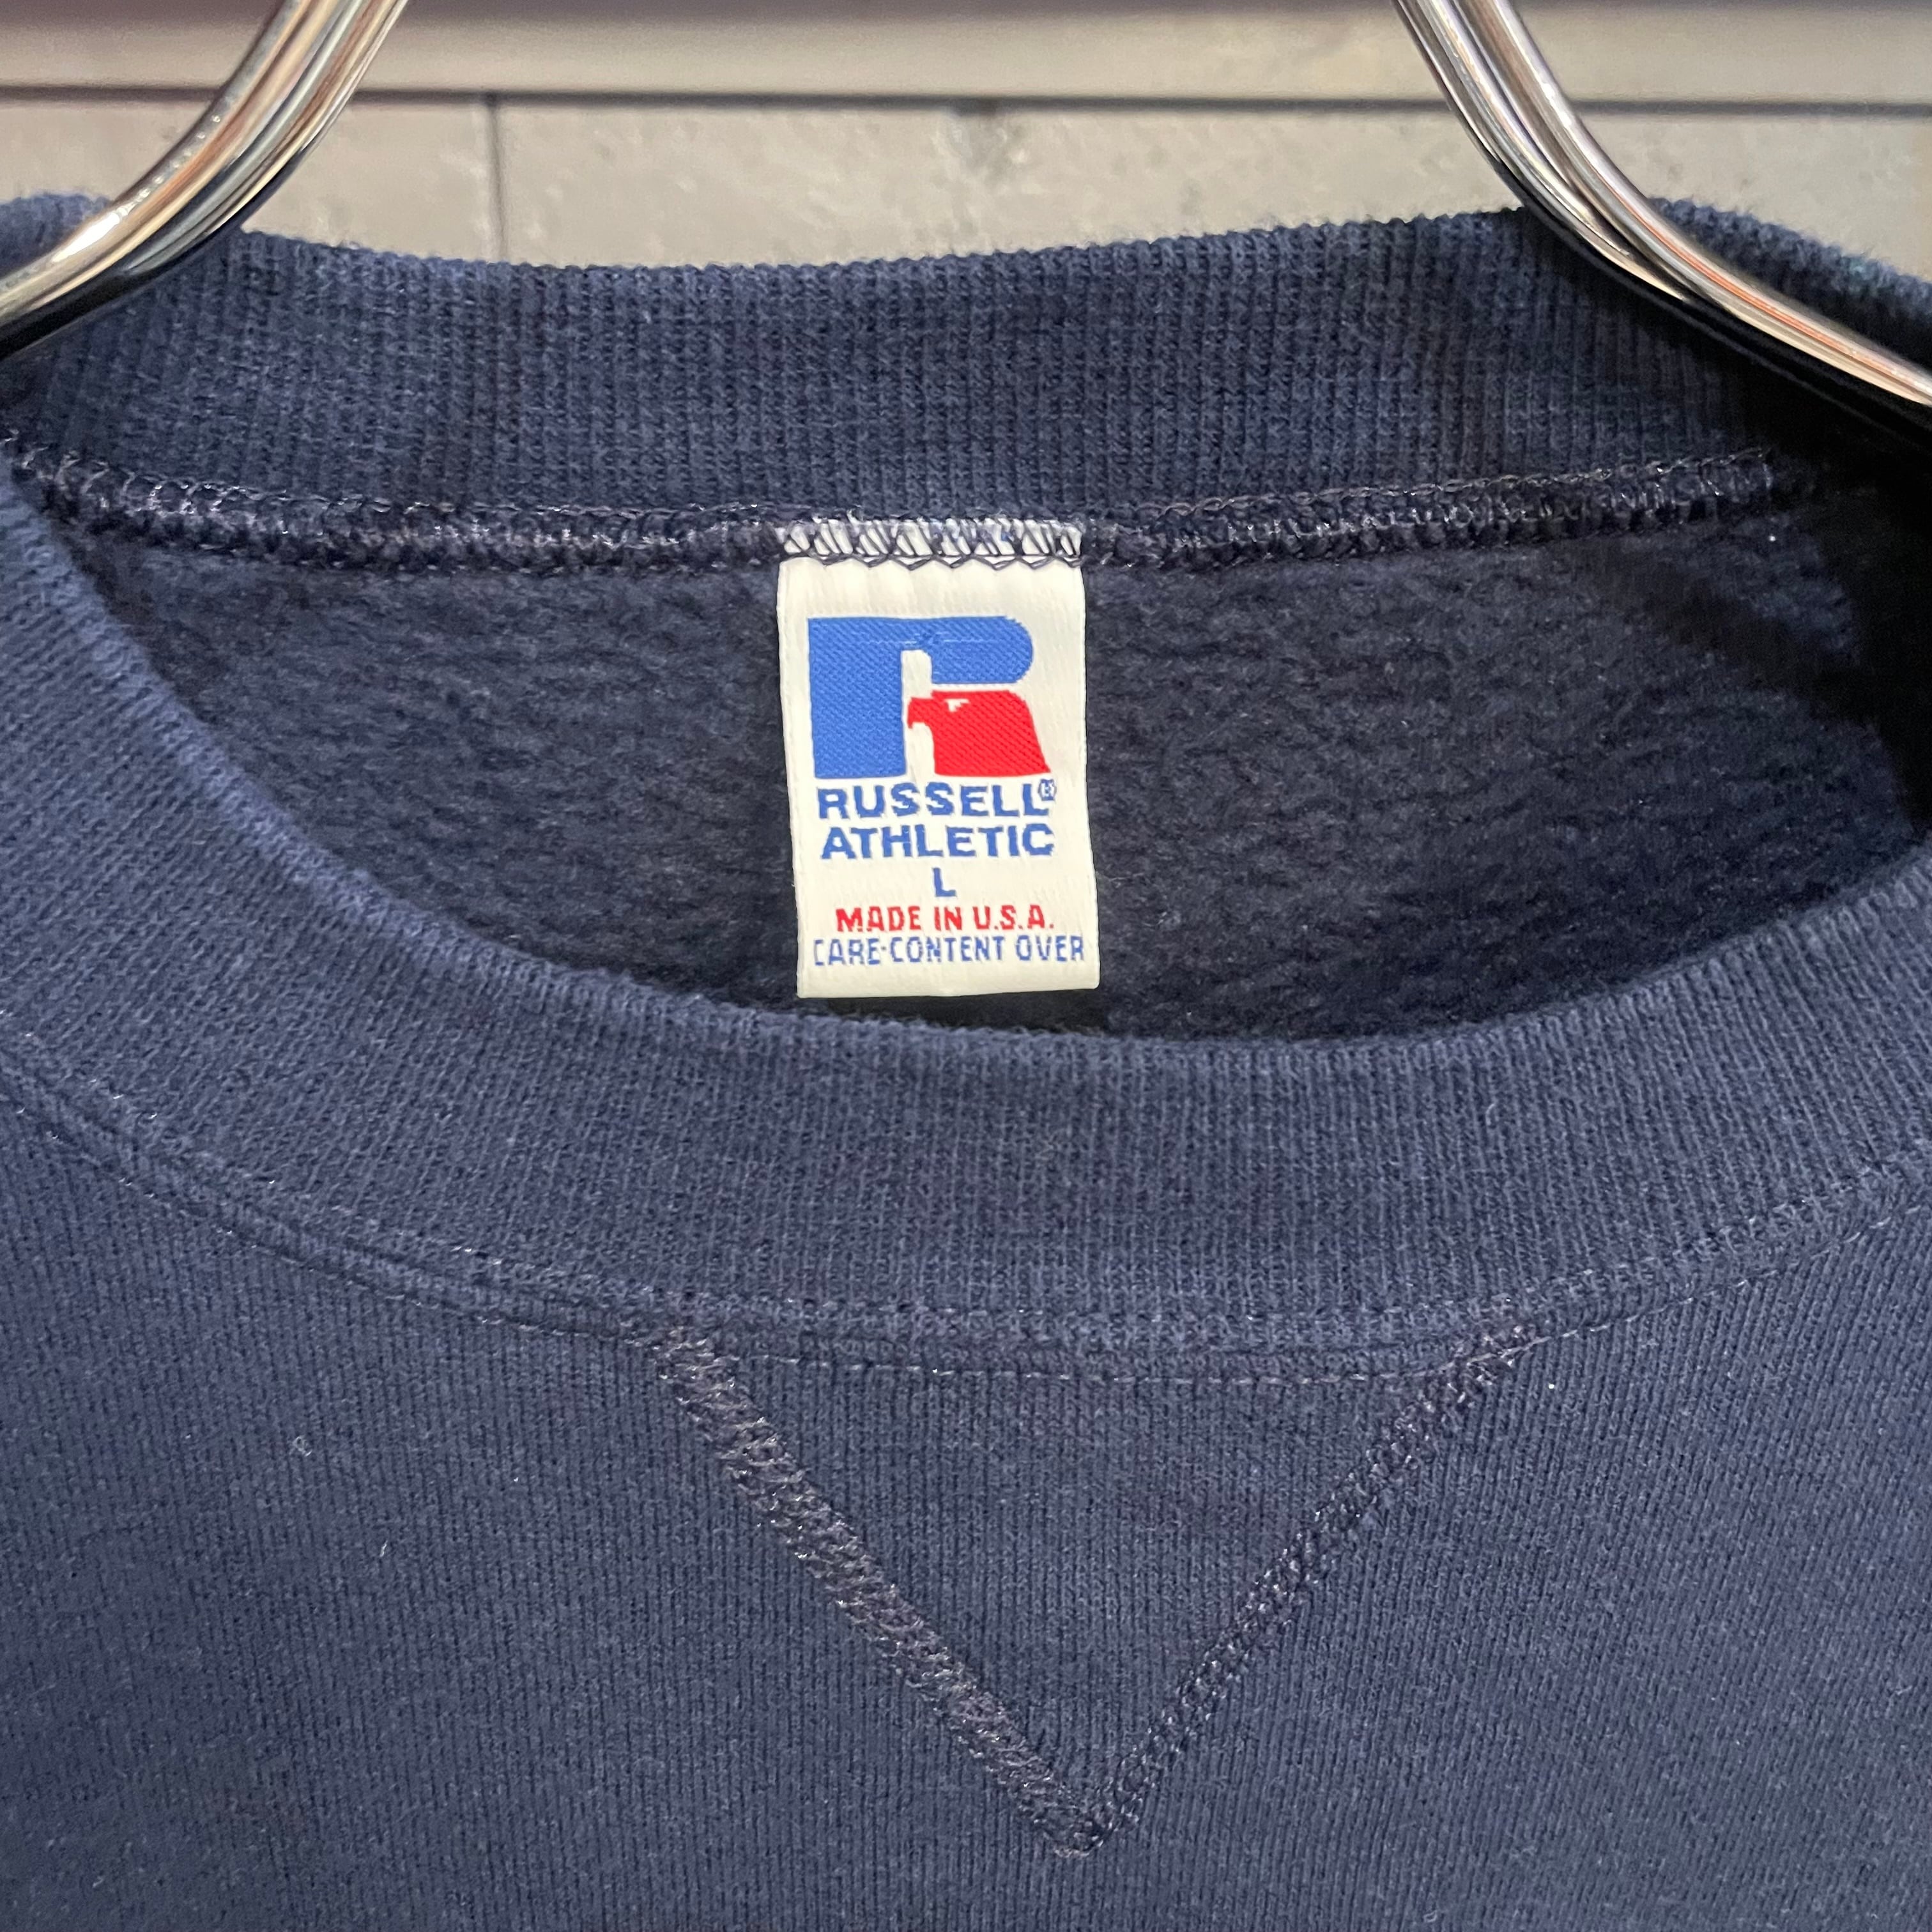 R
RUSSELL®
ATHLETIC
L
MADE IN U.S.A.
CARE·CONTENT OVER